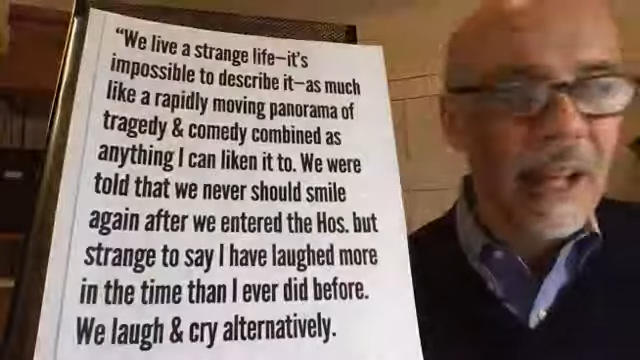 “We live a strange life—it's
impossible to describe it—as much
like a rapidly moving panorama of
tragedy & comedy combined as
anything I can liken it to. We were
told that we never should smile
again after we entered the Hos. but
strange to say I have laughed more
in the time than I ever did before.
We laugh & cry alternatively.